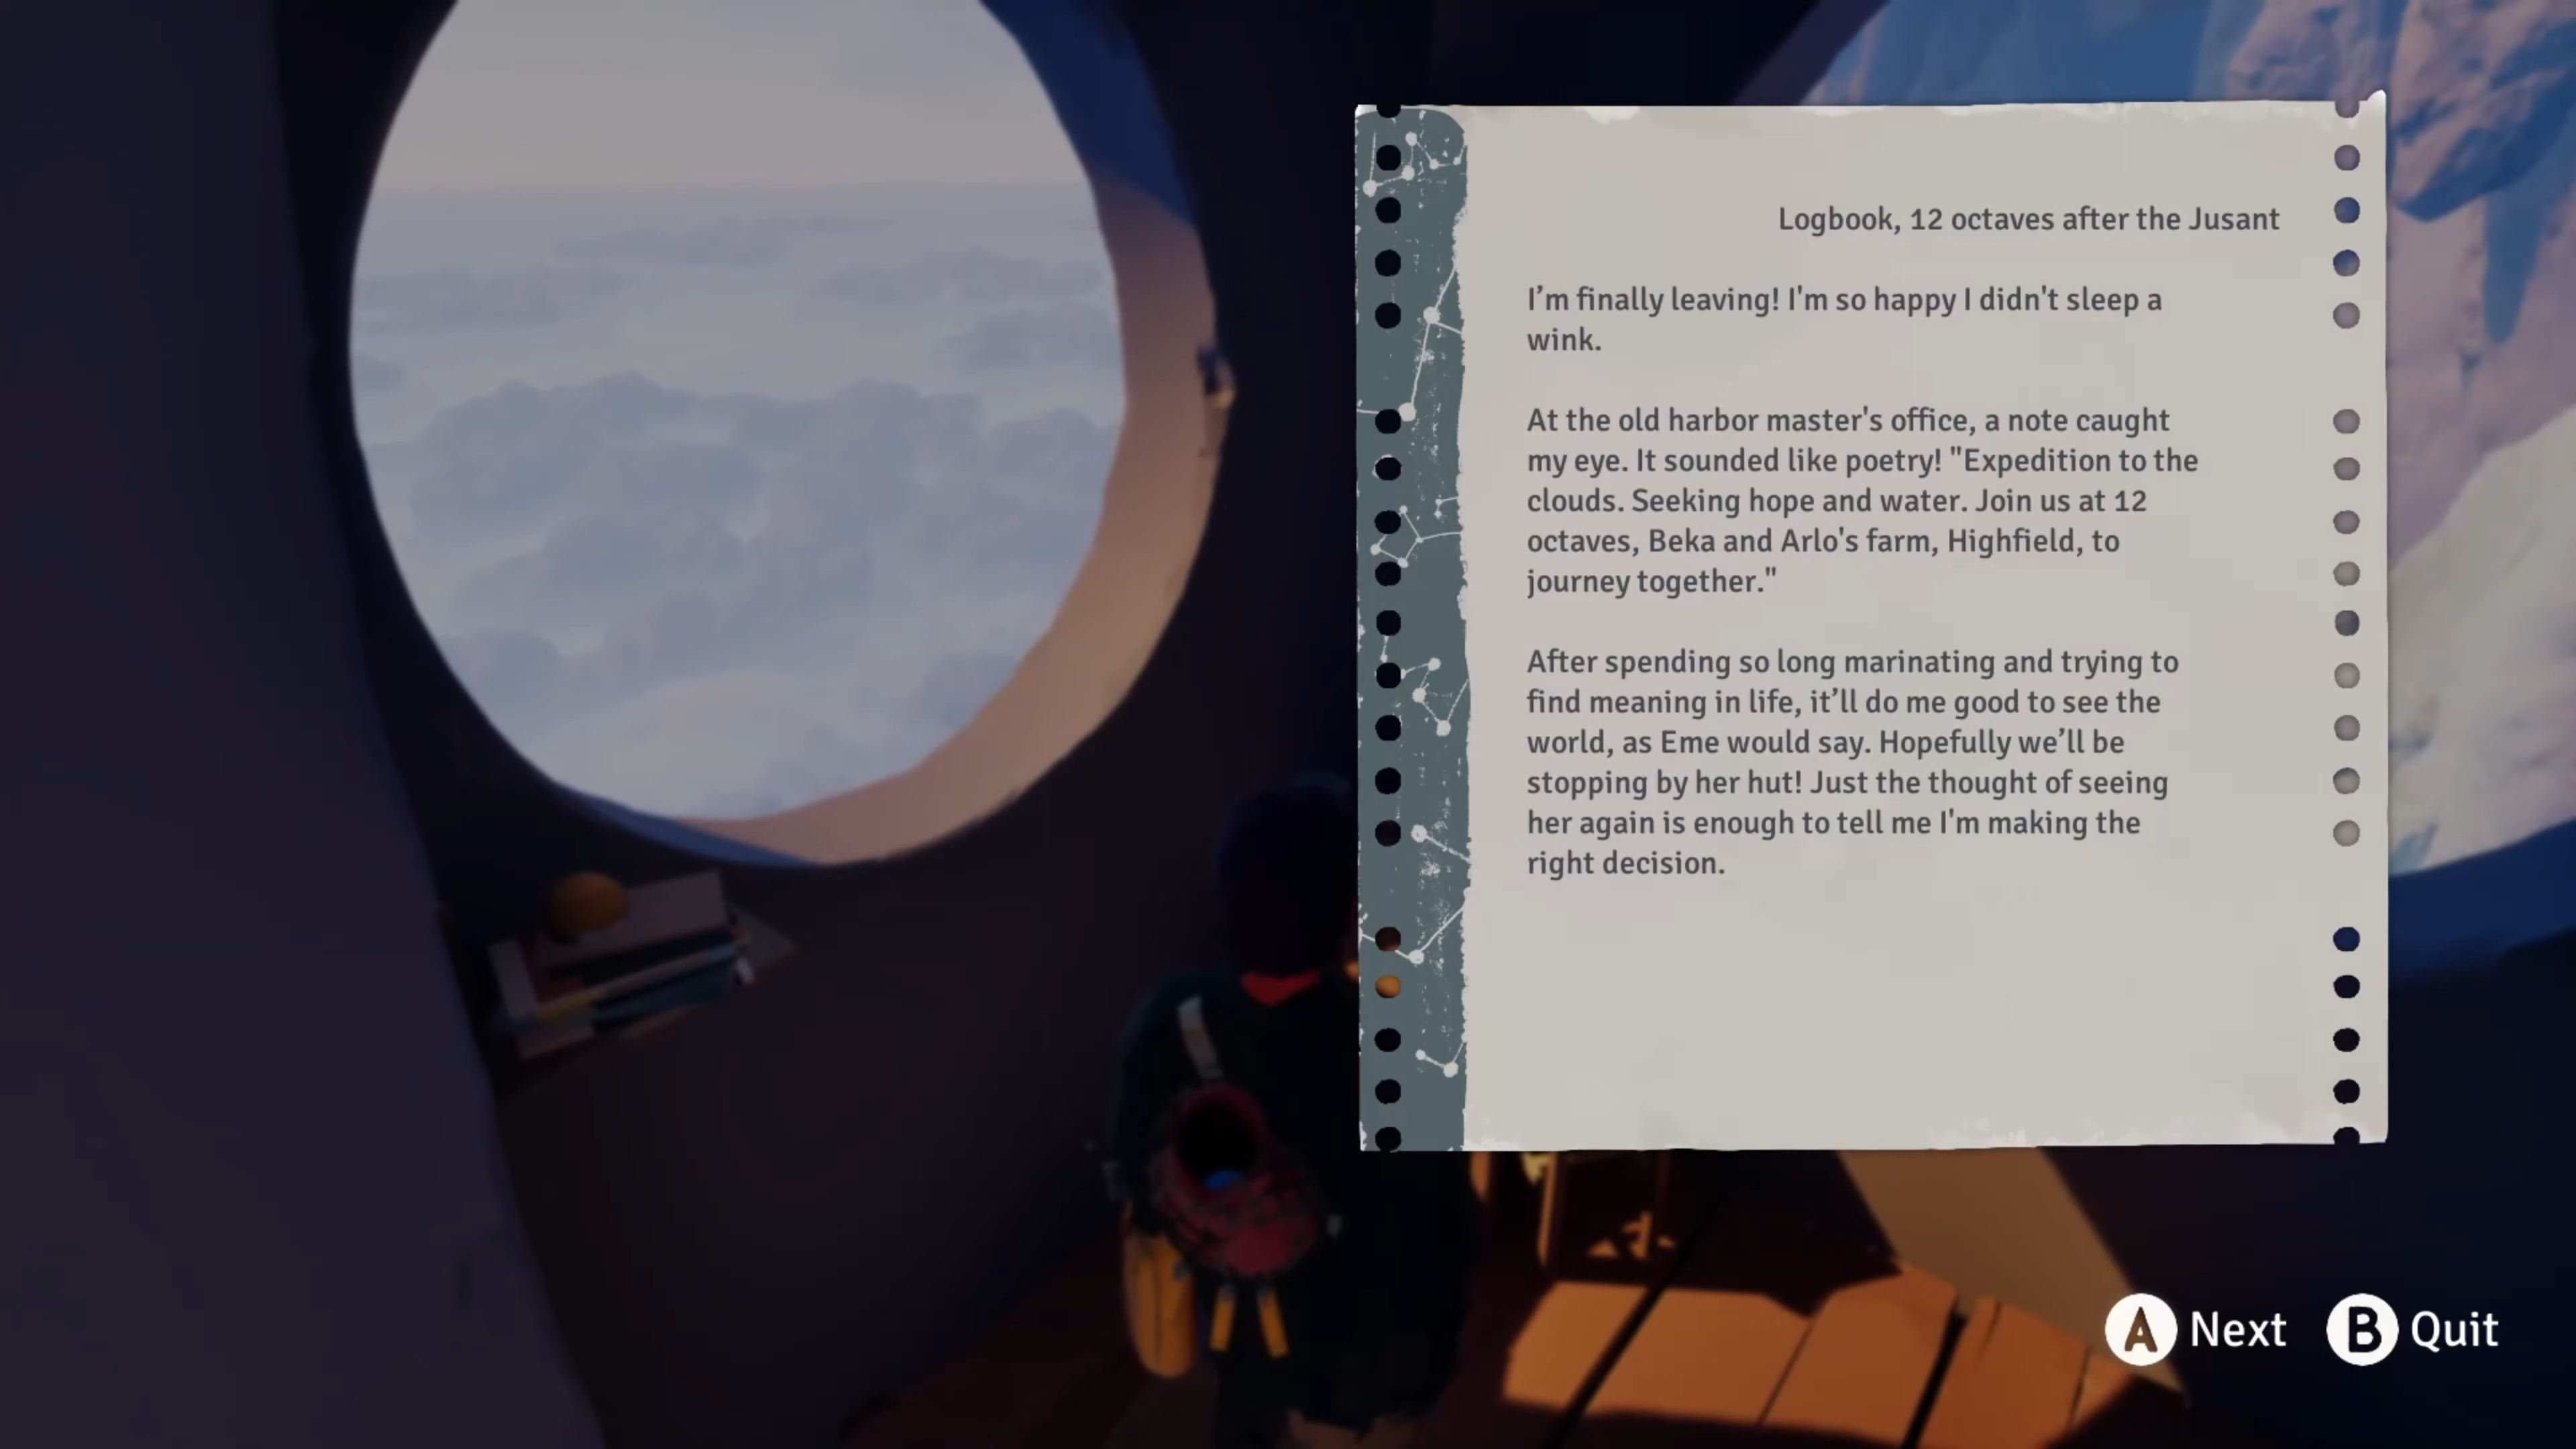 Logbook, 12 octaves after the Jusant
I’m finally leaving! I'm so happy I didn't sleep a
wink.
At the old harbor master's office, a note caught
my eye. It sounded like poetry! "Expedition to the
clouds. Seeking hope and water. Join us at 12
octaves, Beka and Arlo's farm, Highfield, to
journey together."
After spending so long marinating and trying to
find meaning in life, it’ll do me good to see the
world, as Eme would say. Hopefully we’ll be
stopping by her hut! Just the thought of seeing
her again is enough to tell me I'm making the
right decision.
A Next B Quit